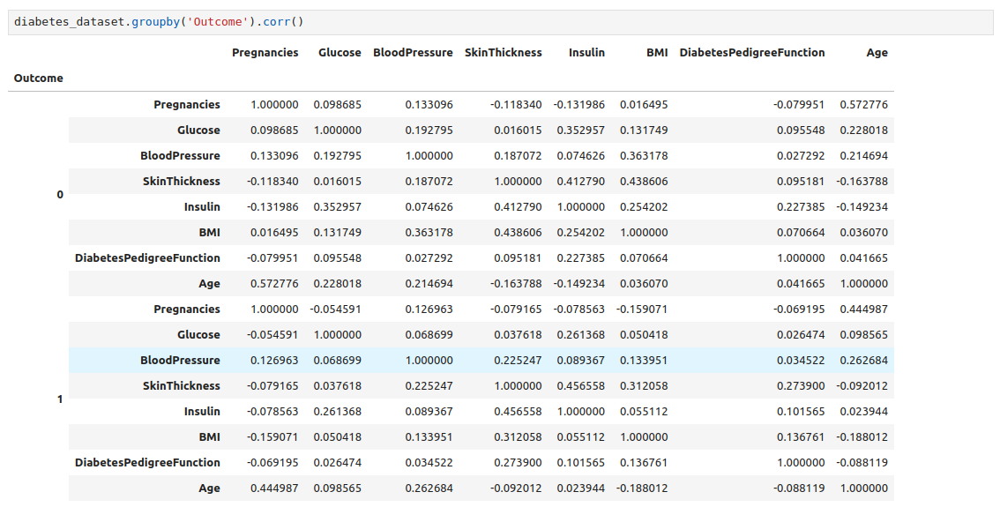 diabetes_dataset.groupby('Outcome').corr()
Pregnancies Glucose BloodPressure SkinThickness Insulin BMI DiabetesPedigreeFunction Age
Outcome
Pregnancies 1.000000 0.098685 0.133096 -0.118340 -0.131986 0.016495 -0.079951 0.572776
Glucose 0.098685 1.000000 0.192795 0.016015 0.352957 0.131749 0.095548 0.228018
BloodPressure 0.133096 0.192795 1.000000 0.187072 0.074626 0.363178 0.027292 0.214694
SkinThickness -0.118340 0.016015 0.187072 1.000000 0.412790 0.438606 0.095181 -0.163788
0
Insulin -0.131986 0.352957 0.074626 0.412790 1.000000 0.254202 0.227385 -0.149234
BMI 0.016495 0.131749 0.363178 0.438606 0.254202 1.000000 0.070664 0.036070
DiabetesPedigreeFunction -0.079951 0.095548 0.027292 0.095181 0.227385 0.070664 1.000000 0.041665
Age 0.572776 0.228018 0.214694 -0.163788 -0.149234 0.036070 0.041665 1.000000
Pregnancies 1.000000 -0.054591 0.126963 -0.079165 -0.078563 -0.159071 -0.069195 0.444987
Glucose -0.054591 1.000000 0.068699 0.037618 0.261368 0.050418 0.026474 0.098565
BloodPressure 0.126963 0.068699 1.000000 0.225247 0.089367 0.133951 0.034522 0.262684
SkinThickness -0.079165 0.037618 0.225247 1.000000 0.456558 0.312058 0.273900 -0.092012
1
Insulin -0.078563 0.261368 0.089367 0.456558 1.000000 0.055112 0.101565 0.023944
BMI -0.159071 0.050418 0.133951 0.312058 0.055112 1.000000 0.136761 -0.188012
DiabetesPedigreeFunction -0.069195 0.026474 0.034522 0.273900 0.101565 0.136761 1.000000 -0.088119
Age 0.444987 0.098565 0.262684 -0.092012 0.023944 -0.188012 -0.088119 1.000000